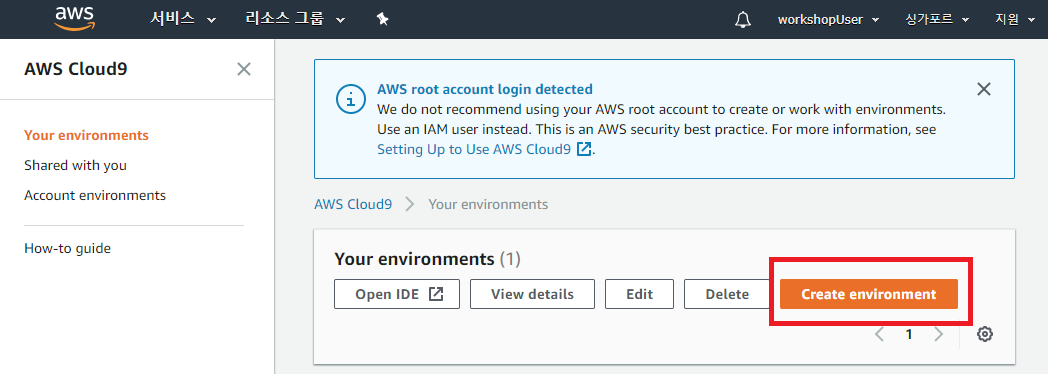 aws 서비스 리소스 그룹 workshopUser 싱가포르 지원
AWS Cloud9
Your environments
Shared with you
Account environments
How-to guide
AWS root account login detected
We do not recommend using your AWS root account to create or work with environments.
Use an IAM user instead. This is an AWS security best practice. For more information, see
Setting Up to Use AWS Cloud9.
AWS Cloud9 > Your environments
Your environments (1)
Open IDE View details Edit Delete Create environment
< 1 >